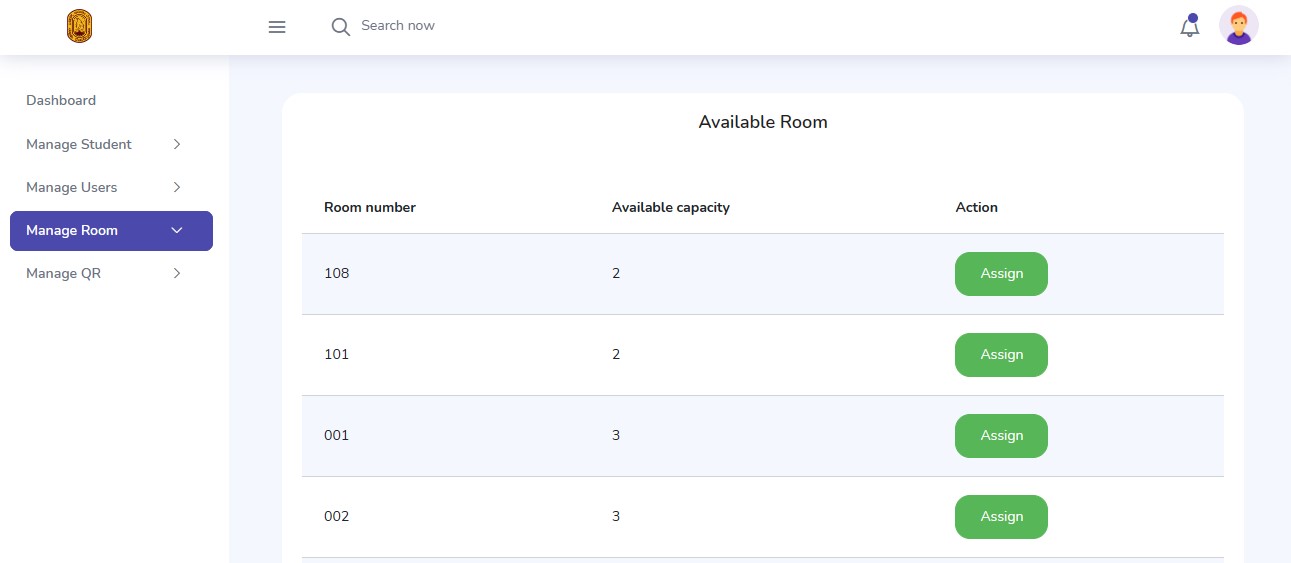 Search now
Dashboard
Manage Student
Manage Users
Manage Room
Manage QR
Available Room
Room number Available capacity Action
108 2 Assign
101 2 Assign
001 3 Assign
002 3 Assign